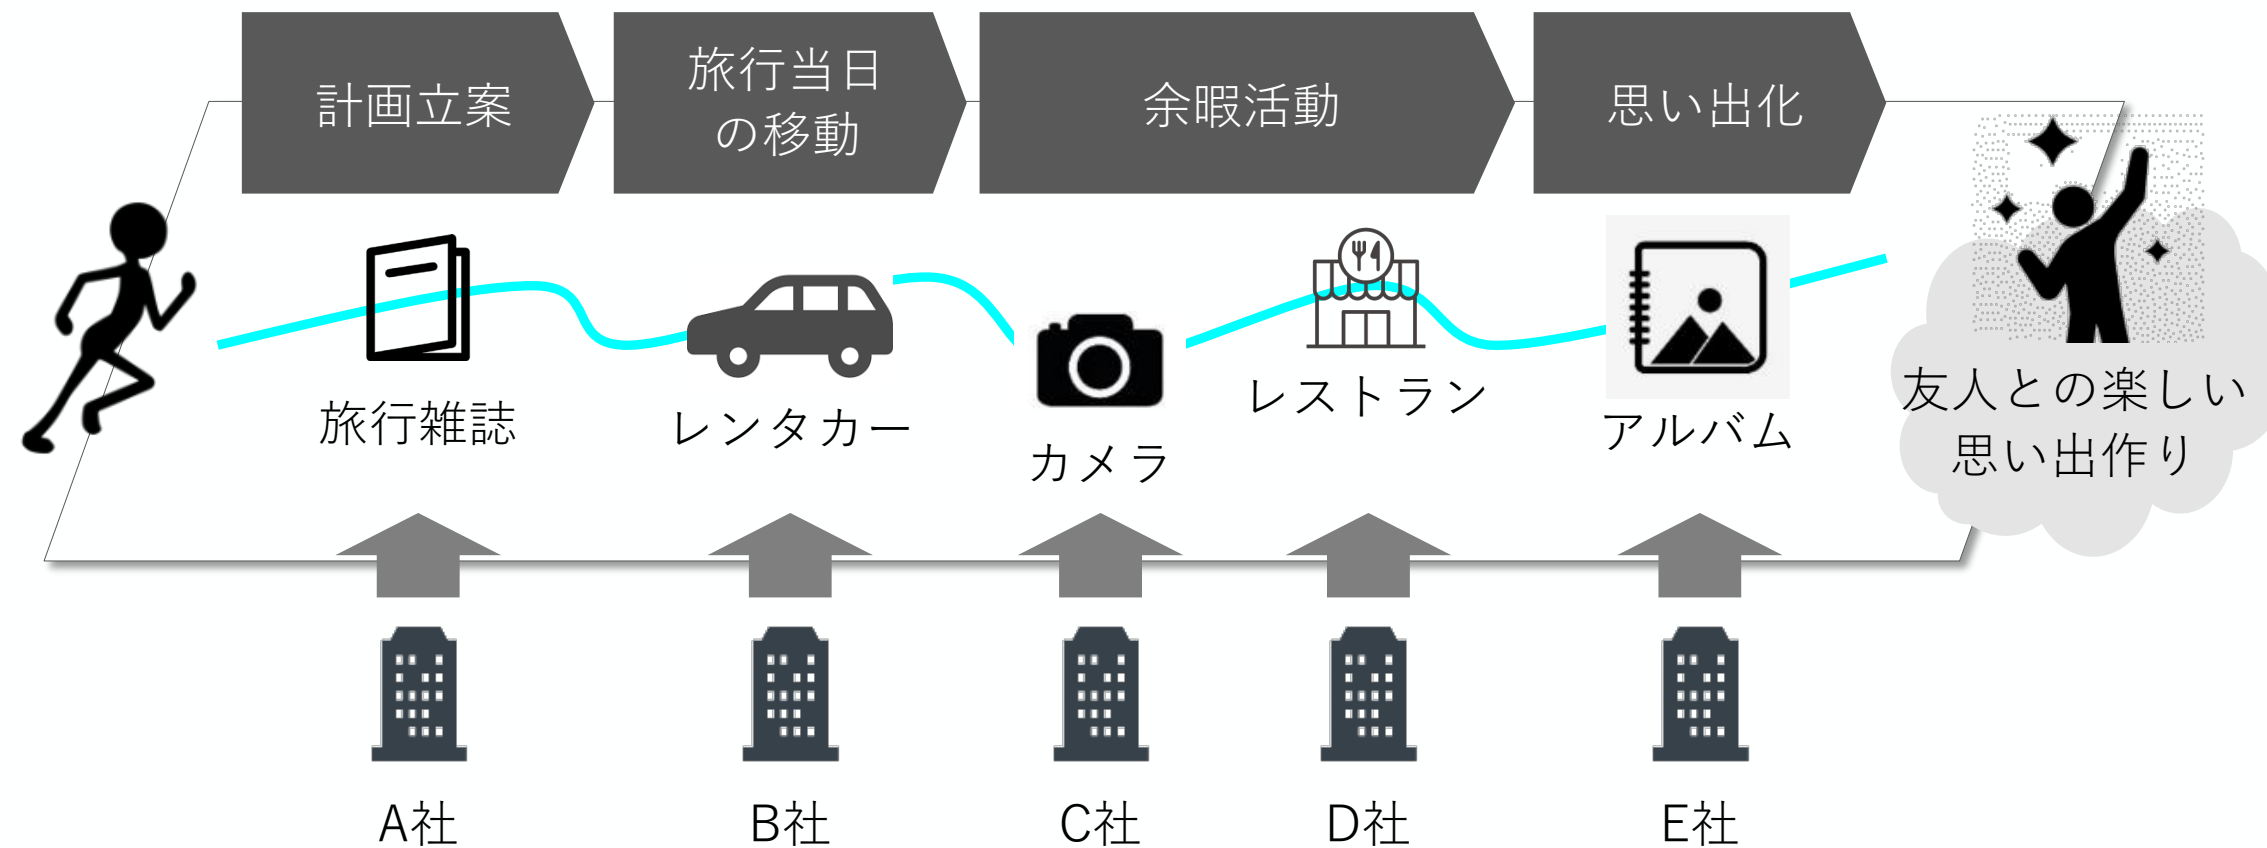 計画立案
旅行当日
の移動
余暇活動
思い出化
旅行雑誌
レンタカー
カメラ
レストラン
アルバム
友人との楽しい
思い出作り
A社
B社
C社
D社
E社